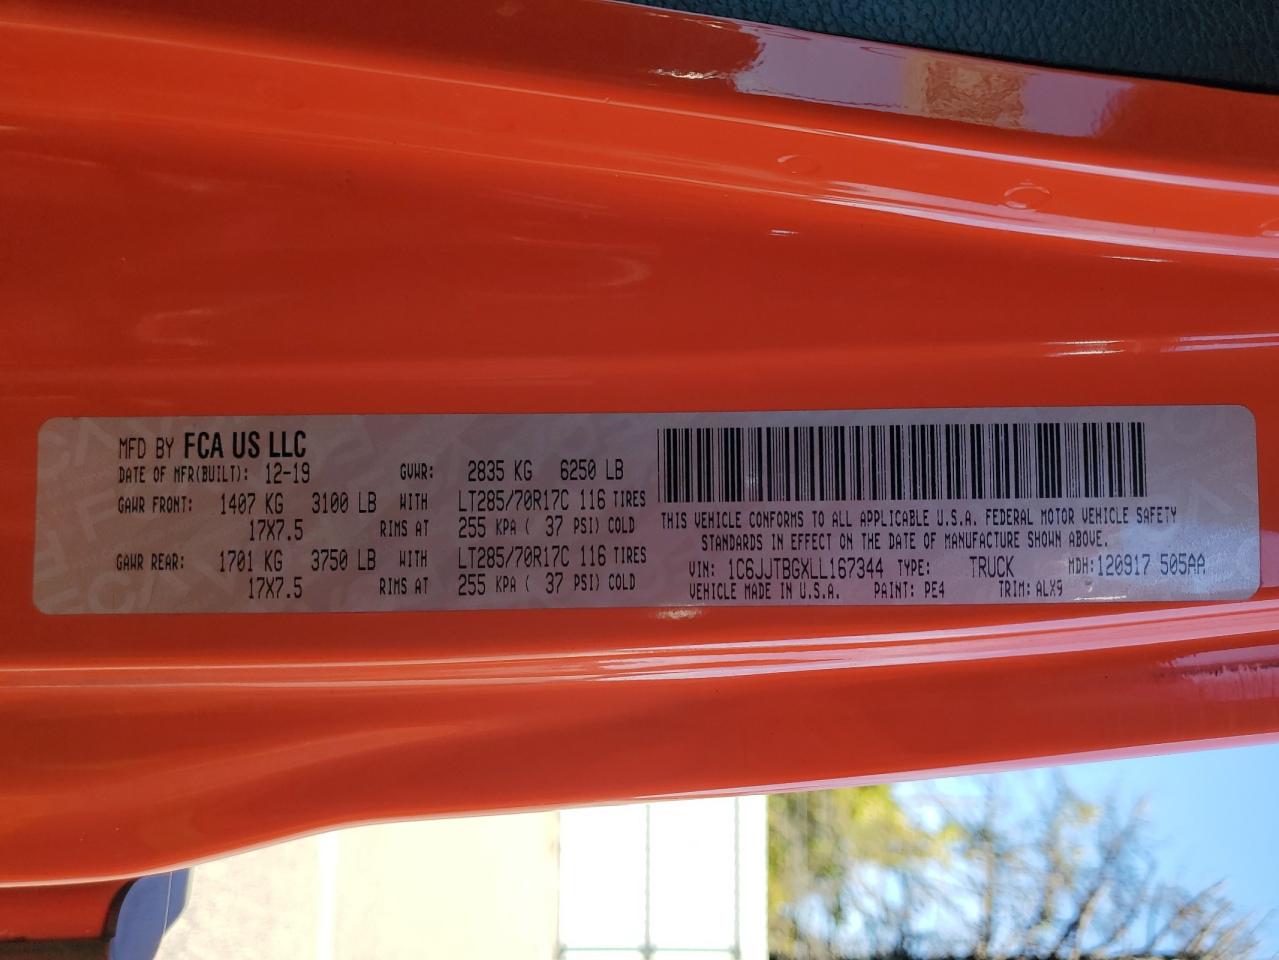 MFD BY FCA US LLC
DATE OF MFR(BUILT): 12-19 GVWR: 2835 KG 6250 LB
GAWR FRONT: 1407 KG 3100 LB WITH LT285/70R17C 116 TIRES
17X7.5 RIMS AT 255 KPA ( 37 PSI) COLD
GAWR REAR: 1701 KG 3750 LB WITH LT285/70R17C 116 TIRES
17X7.5 RIMS AT 255 KPA ( 37 PSI) COLD
THIS VEHICLE CONFORMS TO ALL APPLICABLE U.S.A. FEDERAL MOTOR VEHICLE SAFETY
STANDARDS IN EFFECT ON THE DATE OF MANUFACTURE SHOWN ABOVE.
VIN: 1C6JJTBGXLL167344 TYPE: TRUCK MDH: 120917 505AA
VEHICLE MADE IN U.S.A. PAINT: PE4 TRIM: ALX9